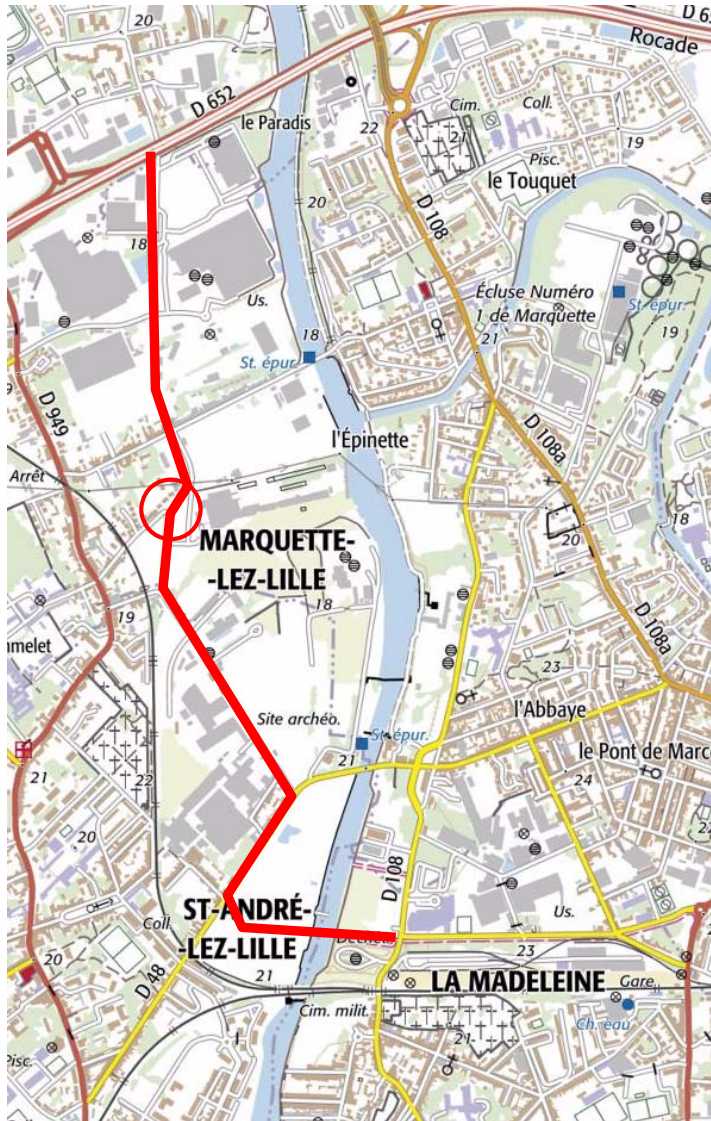 D 65
Rocade
D 652
le Paradis
22
Cim.
21
Coll.
Pisc.
19
le Touquet
20
D 108
18
Us.
Écluse Numéro
1 de Marquette
St. épur.
19
18
21
St. épur.
D 949
l'Épinette
D 108a
Arrêt
18
20
MARQUETTE-
-LEZ-LILLE
18
19
D 108a
mmelet
23
l'Abbaye
Site archéo.
St. épur.
le Pont de Marc
21
21
22
24
22
20
D 108
ST-ANDRÉ-
-LEZ-LILLE
Us.
Coll.
23
20
D 48
21
LA MADELEINE
Gare
Cim. milit.
21
Ch. eau
Pisc.